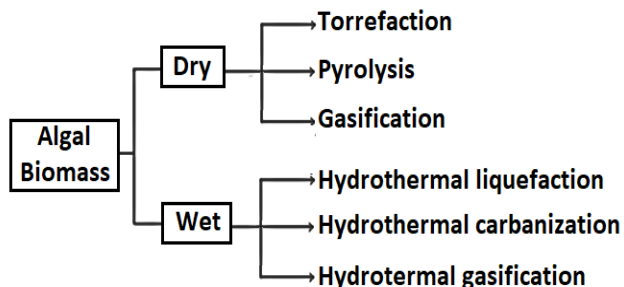 Algal
Biomass
Dry
Torrefaction
Pyrolysis
Gasification
Wet
Hydrothermal liquefaction
Hydrothermal carbanization
Hydrotermal gasification